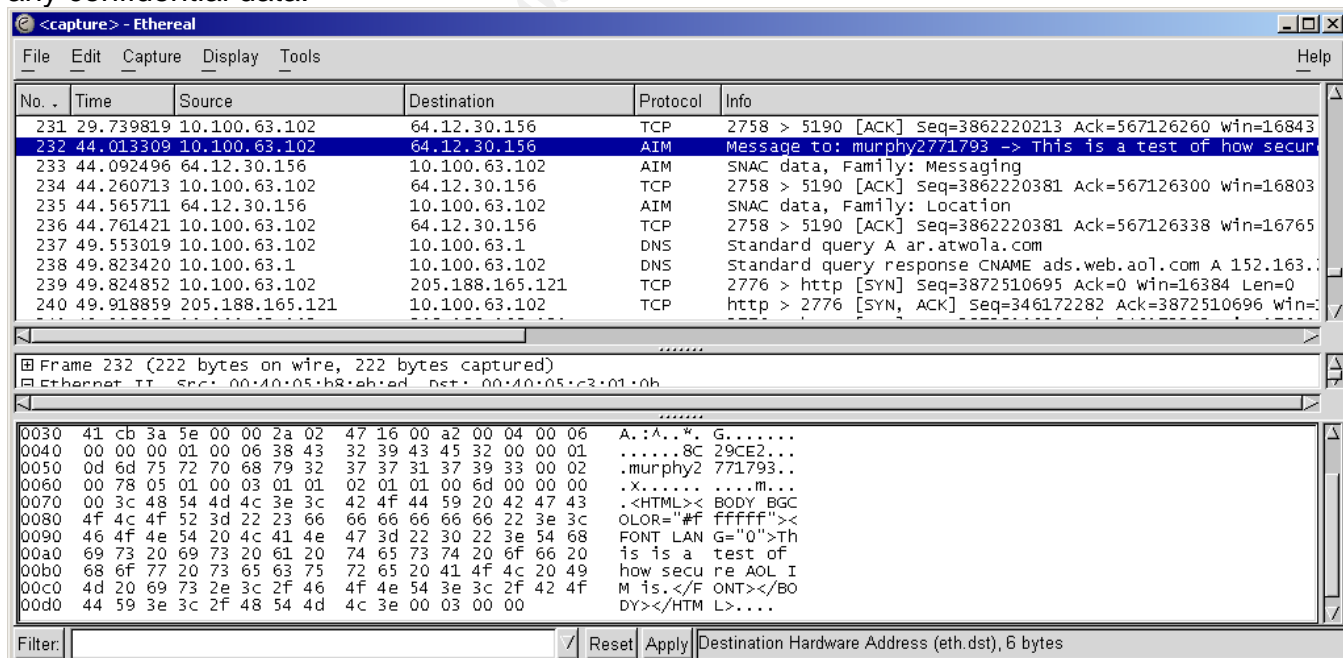 any confidential data.
<capture> - Ethereal
File Edit Capture Display Tools Help
No. Time Source Destination Protocol Info
231 29.739819 10.100.63.102 64.12.30.156 TCP 2758 > 5190 [ACK] Seq=3862220213 Ack=567126260 Win=16843
232 44.013309 10.100.63.102 64.12.30.156 AIM Message to: murphy2771793 -> This is a test of how secur
233 44.092496 64.12.30.156 10.100.63.102 AIM SNAC data, Family: Messaging
234 44.260713 10.100.63.102 64.12.30.156 TCP 2758 > 5190 [ACK] Seq=3862220381 Ack=567126300 Win=16803
235 44.565711 64.12.30.156 10.100.63.102 AIM SNAC data, Family: Location
236 44.761421 10.100.63.102 64.12.30.156 TCP 2758 > 5190 [ACK] Seq=3862220381 Ack=567126338 Win=16765
237 49.553019 10.100.63.102 10.100.63.1 DNS Standard query A ar.atwola.com
238 49.823420 10.100.63.1 10.100.63.102 DNS Standard query response CNAME ads.web.aol.com A 152.163.
239 49.824852 10.100.63.102 205.188.165.121 TCP 2776 > http [SYN] Seq=3872510695 Ack=0 Win=16384 Len=0
240 49.918859 205.188.165.121 10.100.63.102 TCP http > 2776 [SYN, ACK] Seq=346172282 Ack=3872510696 Win=
Frame 232 (222 bytes on wire, 222 bytes captured)
Ethernet II, Src: 00:40:05:b8:eb:ed Dst: 00:40:05:c3:01:0b
0030 41 cb 3a 5e 00 00 2a 02 47 16 00 a2 00 04 00 06 A.:^..*. G.......
0040 00 00 00 01 00 06 38 43 32 39 43 45 32 00 00 01 ......8C 29CE2...
0050 0d 6d 75 72 70 68 79 32 37 37 31 37 39 33 00 02 .murphy2 771793..
0060 00 78 05 01 00 03 01 01 02 01 01 00 6d 00 00 00 .x...... ....m...
0070 00 3c 48 54 4d 4c 3e 3c 42 4f 44 59 20 42 47 43 .<HTML>< BODY BGC
0080 4f 4c 4f 52 3d 22 23 66 66 66 66 66 66 22 3e 3c OLOR="#f fffff"><
0090 46 4f 4e 54 20 4c 41 4e 47 3d 22 30 22 3e 54 68 FONT LAN G="0">Th
00a0 69 73 20 69 73 20 61 20 74 65 73 74 20 6f 66 20 is is a test of
00b0 68 6f 77 20 73 65 63 75 72 65 20 41 4f 4c 20 49 how secu re AOL I
00c0 4d 20 69 73 2e 3c 2f 46 4f 4e 54 3e 3c 2f 42 4f M is.</F ONT></BO
00d0 44 59 3e 3c 2f 48 54 4d 4c 3e 00 03 00 00 DY></HTM L>....
Filter: Reset Apply Destination Hardware Address (eth.dst), 6 bytes